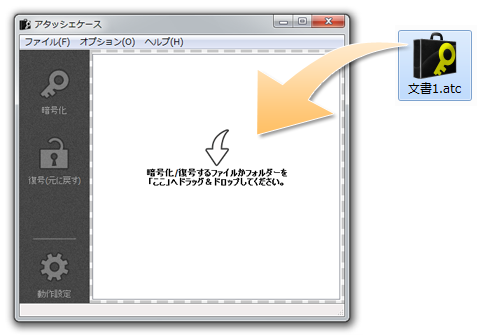 アタッシェケース
ファイル(F) オプション(O) ヘルプ(H)
暗号化
復号(元に戻す)
動作設定
暗号化/復号するファイルかフォルダーを
「ここ」へドラッグ＆ドロップしてください。
文書1.atc